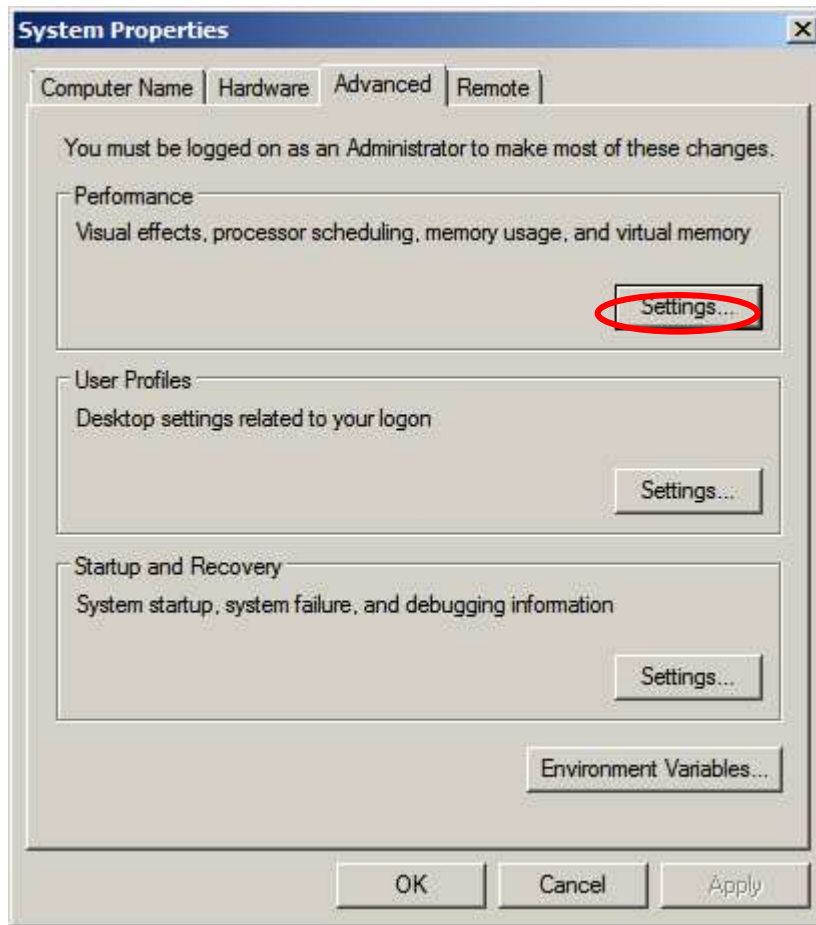 System Properties
Computer Name Hardware Advanced Remote
You must be logged on as an Administrator to make most of these changes.
Performance
Visual effects, processor scheduling, memory usage, and virtual memory
Settings...
User Profiles
Desktop settings related to your logon
Settings...
Startup and Recovery
System startup, system failure, and debugging information
Settings...
Environment Variables...
OK Cancel Apply